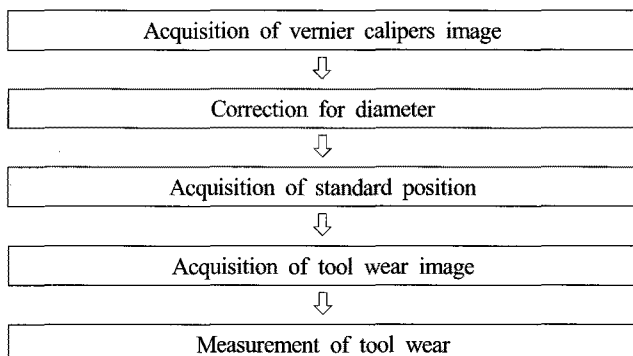 Acquisition of vernier calipers image
Correction for diameter
Acquisition of standard position
Acquisition of tool wear image
Measurement of tool wear